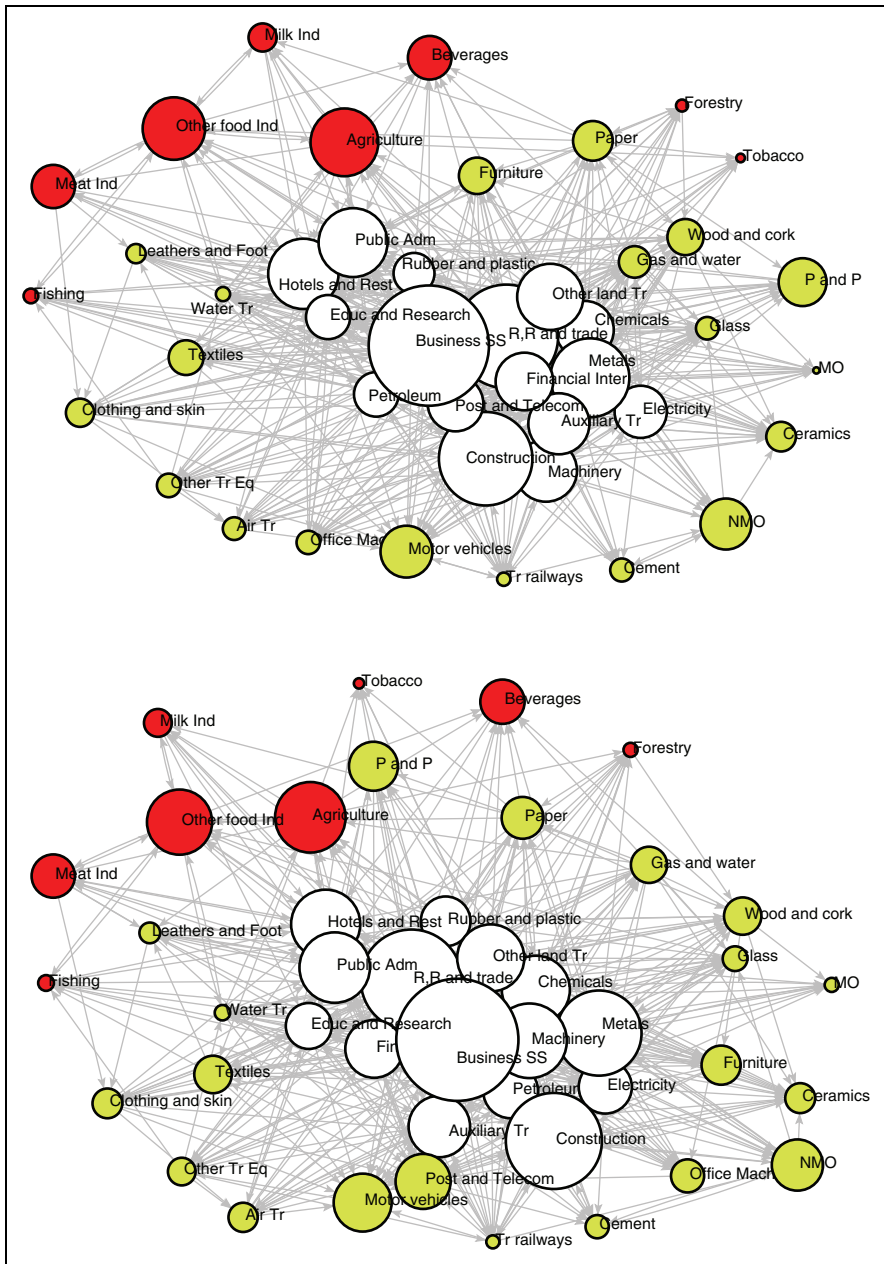 Milk Ind
Beverages
Forestry
Other food Ind
Agriculture
Paper
Tobacco
Meat Ind
Furniture
Public Adm
Wood and cork
Leathers and Foot
Rubber and plastic
Gas and water
Hotels and Rest
Other land Tr
P and P
Fishing
Water Tr
Educ and Research
Chemicals
Glass
Business SS
R,R and trade
Textiles
Metals
MO
Financial Inter
Petroleum
Post and Telecom
Electricity
Clothing and skin
Auxiliary Tr
Ceramics
Construction
Machinery
Other Tr Eq
Air Tr
NMO
Office Mac
Motor vehicles
Cement
Tr railways
Tobacco
Beverages
Milk Ind
Forestry
P and P
Other food Ind
Agriculture
Paper
Meat Ind
Gas and water
Leathers and Foot
Hotels and Rest
Rubber and plastic
Wood and cork
Other land Tr
Glass
Public Adm
Fishing
R,R and trade
Chemicals
MO
Water Tr
Educ and Research
Metals
Fin
Machinery
Business SS
Furniture
Textiles
Petroleum
Electricity
Clothing and skin
Ceramics
Auxiliary Tr
Construction
Other Tr Eq
Post and Telecom
Office Mach
NMO
Motor vehicles
Air Tr
Cement
Tr railways